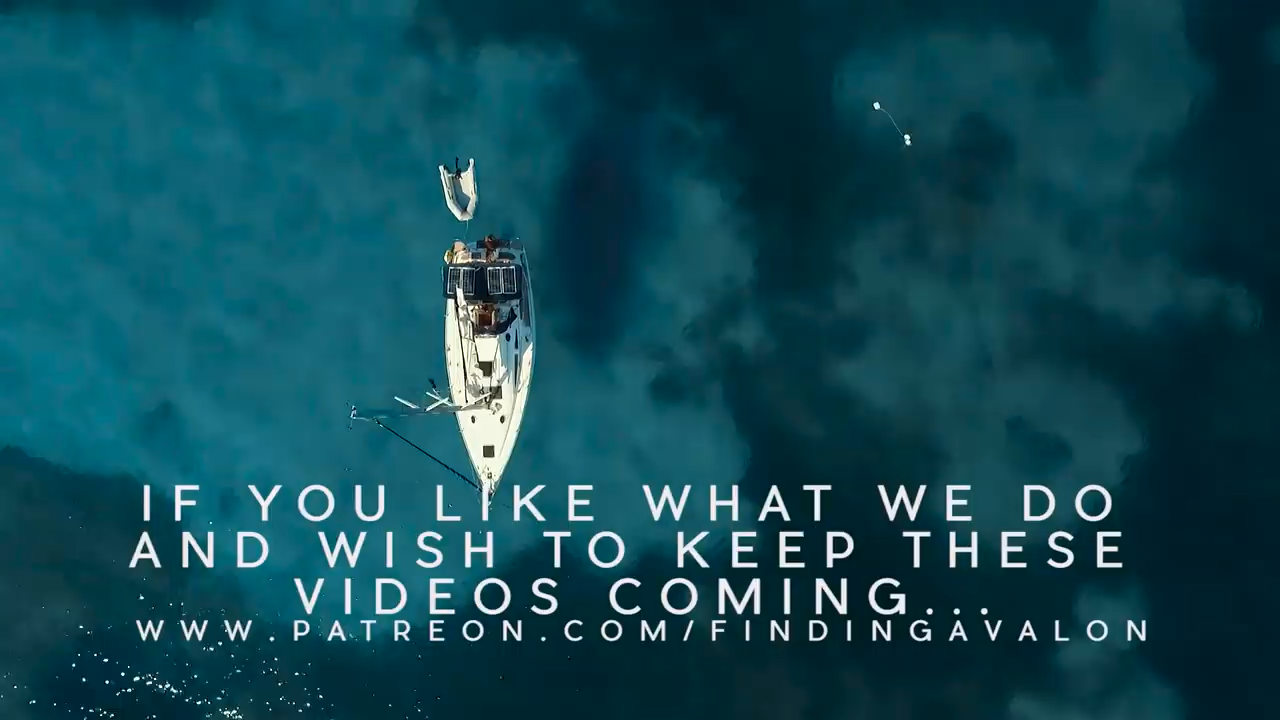 IF YOU LIKE WHAT WE DO
AND WISH TO KEEP THESE
VIDEOS COMING...
WWW.PATREON.COM/FINDINGAVALON